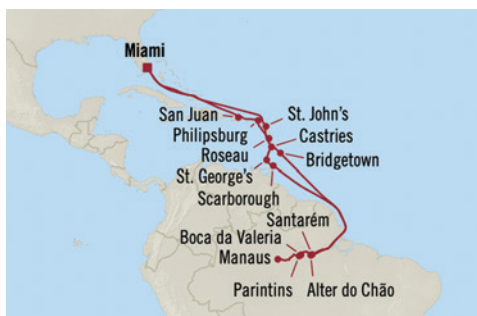 Miami
San Juan
St. John's
Philipsburg
Castries
Roseau
Bridgetown
St. George's
Scarborough
Santarém
Boca da Valeria
Manaus
Parintins
Alter do Chão